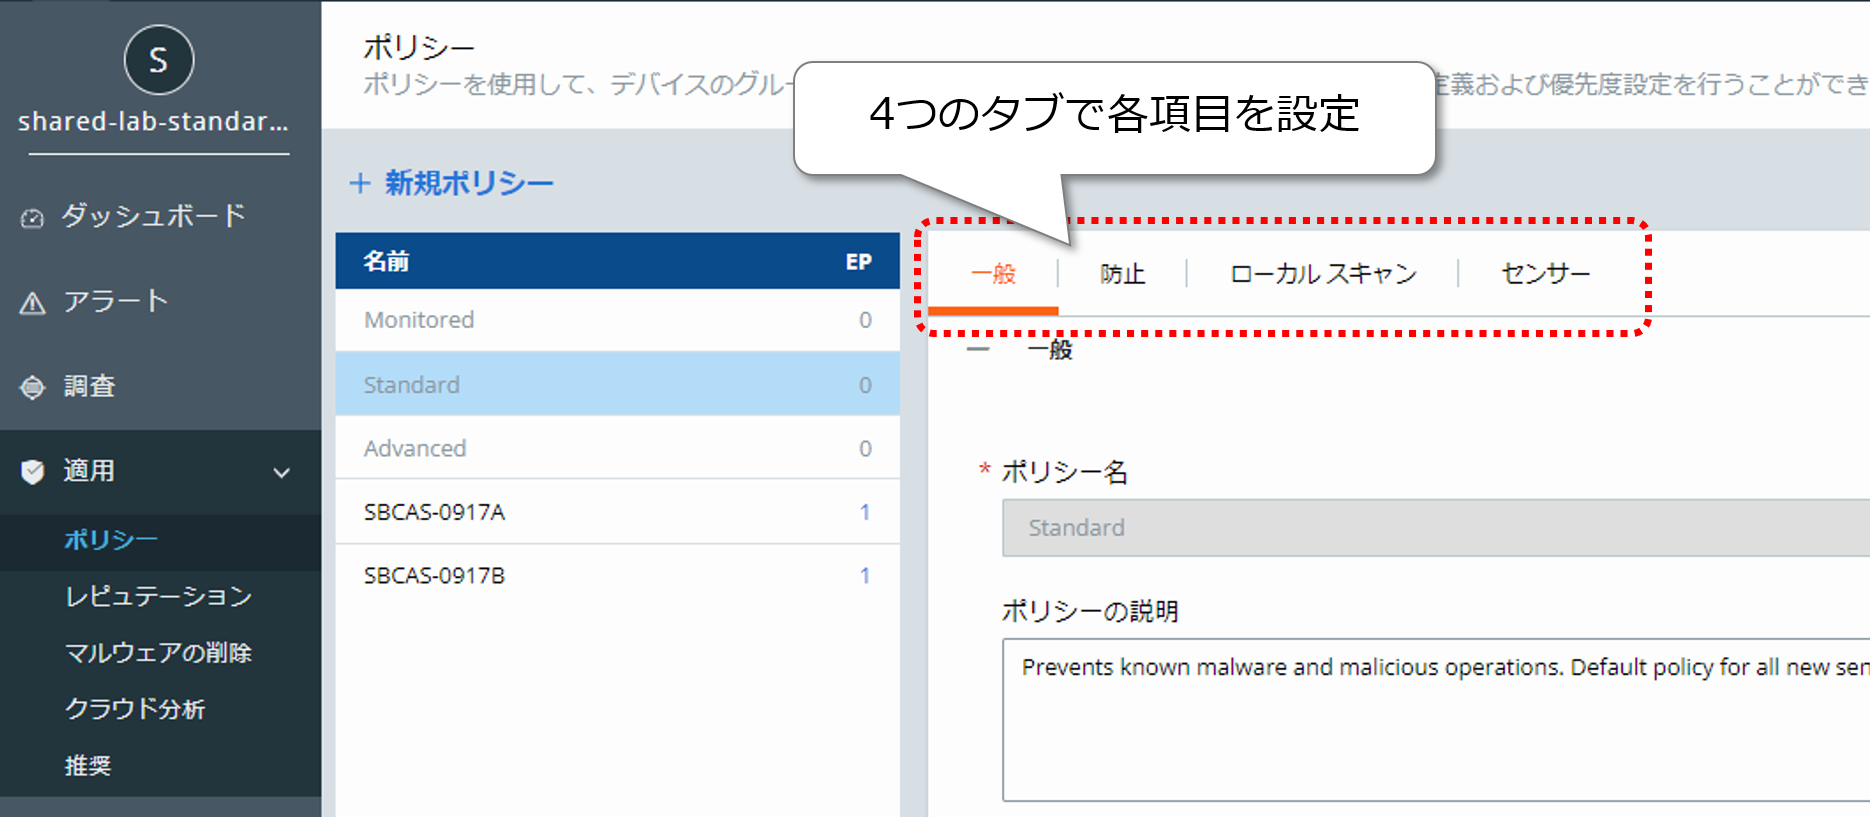 S
shared-lab-standar...
ダッシュボード
アラート
調査
適用
ポリシー
レピュテーション
マルウェアの削除
クラウド分析
推奨
ポリシー
ポリシーを使用して、デバイスのグルー
義および優先度設定を行うことができ
4つのタブで各項目を設定
+ 新規ポリシー
名前 EP
Monitored 0
Standard 0
Advanced 0
SBCAS-0917A 1
SBCAS-0917B 1
一般 防止 ローカル スキャン センサー
一 一般
* ポリシー名
Standard
ポリシーの説明
Prevents known malware and malicious operations. Default policy for all new sen